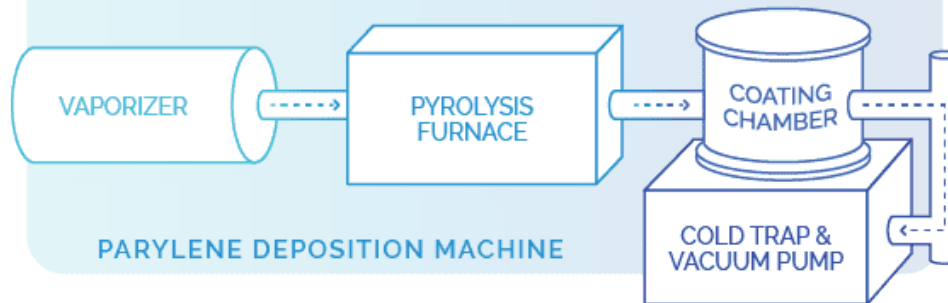 VAPORIZER
PYROLYSIS
FURNACE
COATING
CHAMBER
COLD TRAP &
VACUUM PUMP
PARYLENE DEPOSITION MACHINE